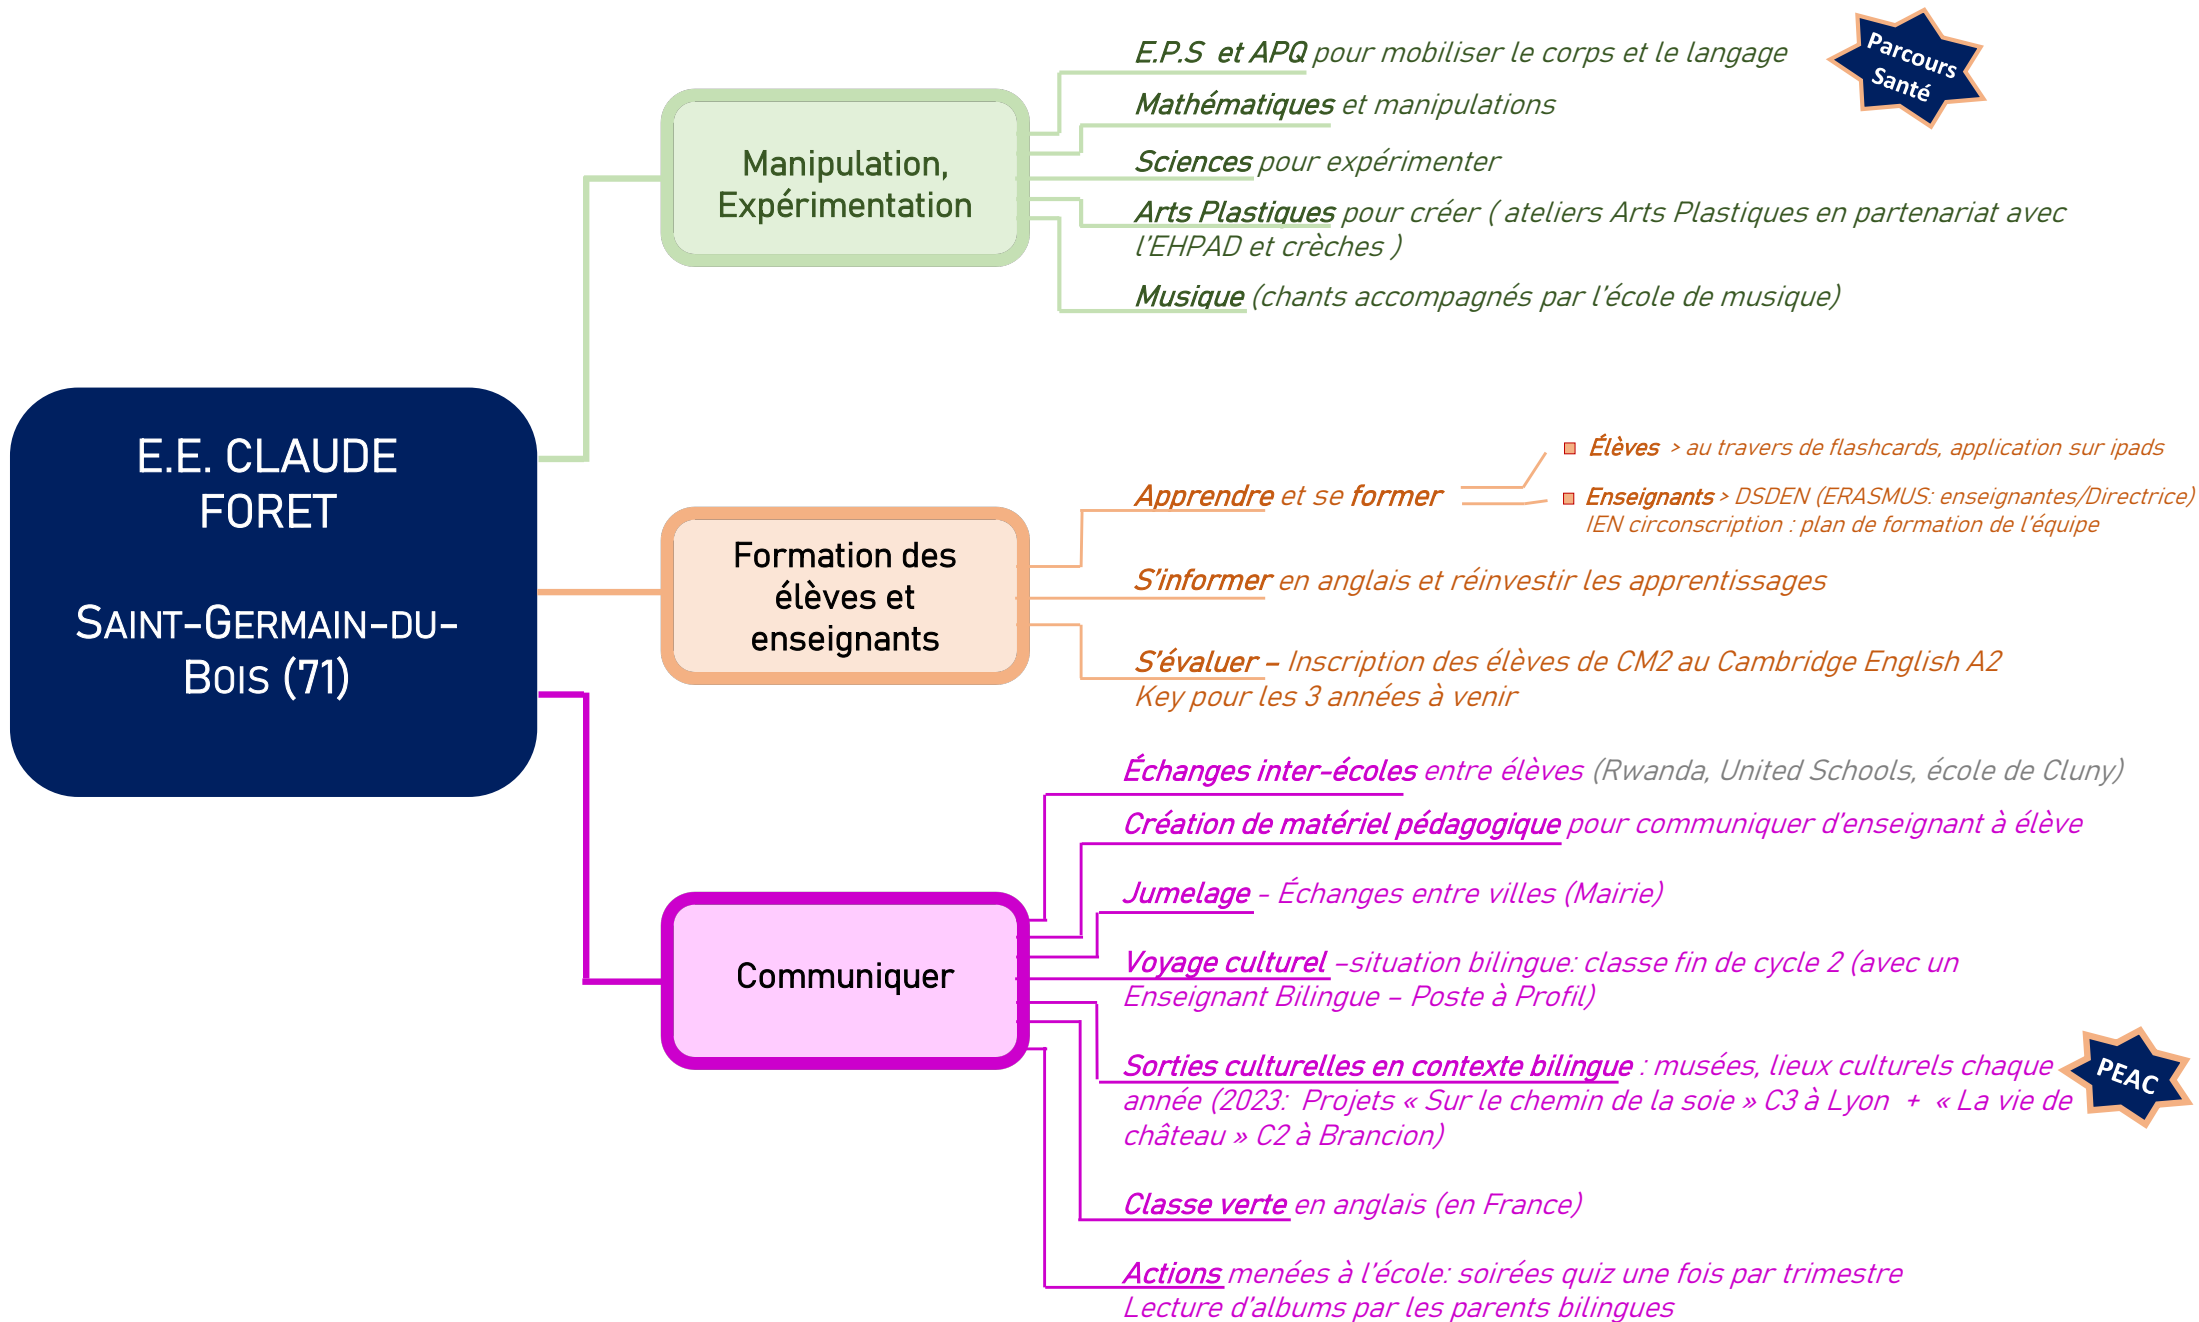 E.E. CLAUDE
FORET
SAINT-GERMAIN-DU-
BOIS (71)
Manipulation,
Expérimentation
E.P.S et APQ pour mobiliser le corps et le langage
Parcours
Santé
Mathématiques et manipulations
Sciences pour expérimenter
Arts Plastiques pour créer ( ateliers Arts Plastiques en partenariat avec
l'EHPAD et crèches )
Musique (chants accompagnés par l'école de musique)
Formation des
élèves et
enseignants
Apprendre et se former
Élèves > au travers de flashcards, application sur ipads
Enseignants > DSDEN (ERASMUS: enseignantes/Directrice)
IEN circonscription : plan de formation de l'équipe
S'informer en anglais et réinvestir les apprentissages
S'évaluer – Inscription des élèves de CM2 au Cambridge English A2
Key pour les 3 années à venir
Communiquer
Échanges inter-écoles entre élèves (Rwanda, United Schools, école de Cluny)
Création de matériel pédagogique pour communiquer d'enseignant à élève
Jumelage - Échanges entre villes (Mairie)
Voyage culturel –situation bilingue: classe fin de cycle 2 (avec un
Enseignant Bilingue – Poste à Profil)
Sorties culturelles en contexte bilingue : musées, lieux culturels chaque
année (2023: Projets « Sur le chemin de la soie » C3 à Lyon + « La vie de
château » C2 à Brancion)
PEAC
Classe verte en anglais (en France)
Actions menées à l'école: soirées quiz une fois par trimestre
Lecture d'albums par les parents bilingues